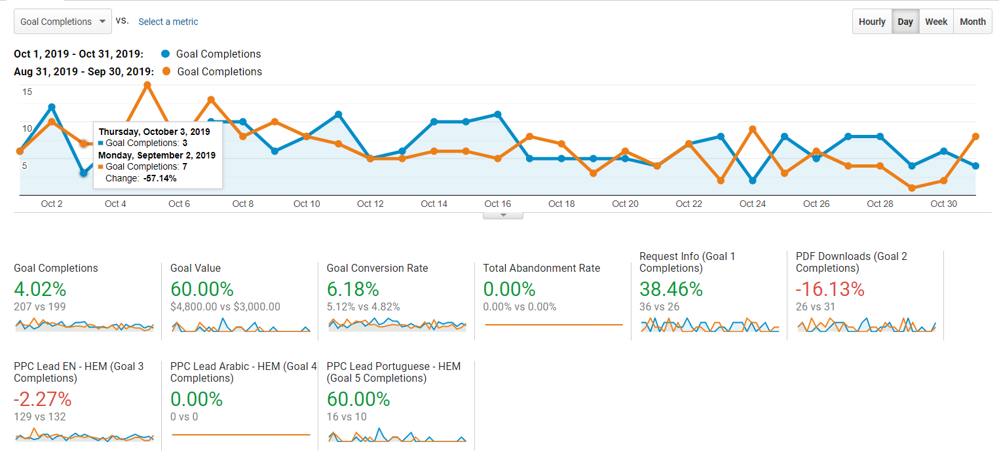 Goal Completions vs. Select a metric Hourly Day Week Month
Oct 1, 2019 - Oct 31, 2019: Goal Completions
Aug 31, 2019 - Sep 30, 2019: Goal Completions
15
10
5
Thursday, October 3, 2019
Goal Completions: 3
Monday, September 2, 2019
Goal Completions: 7
Change: -57.14%
Oct 2 Oct 4 Oct 6 Oct 8 Oct 10 Oct 12 Oct 14 Oct 16 Oct 18 Oct 20 Oct 22 Oct 24 Oct 26 Oct 28 Oct 30
Goal Completions
4.02%
207 vs 199
Goal Value
60.00%
$4,800.00 vs $3,000.00
Goal Conversion Rate
6.18%
5.12% vs 4.82%
Total Abandonment Rate
0.00%
0.00% vs 0.00%
Request Info (Goal 1
Completions)
38.46%
36 vs 26
PDF Downloads (Goal 2
Completions)
-16.13%
26 vs 31
PPC Lead EN - HEM (Goal 3
Completions)
-2.27%
129 vs 132
PPC Lead Arabic - HEM (Goal 4
Completions)
0.00%
0 vs 0
PPC Lead Portuguese - HEM
(Goal 5 Completions)
60.00%
16 vs 10